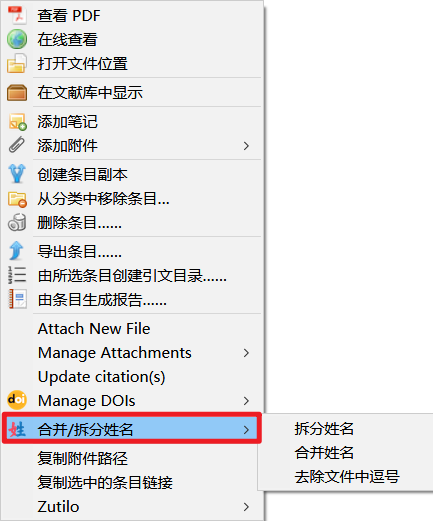 查看 PDF
在线查看
打开文件位置
在文献库中显示
添加笔记
添加附件
创建条目副本
从分类中移除条目...
删除条目......
导出条目......
由所选条目创建引文目录......
由条目生成报告......
Attach New File
Manage Attachments
Update citation(s)
doi Manage DOIs
姓 合并/拆分姓名
拆分姓名
合并姓名
去除文件中逗号
复制附件路径
复制选中的条目链接
Zutilo